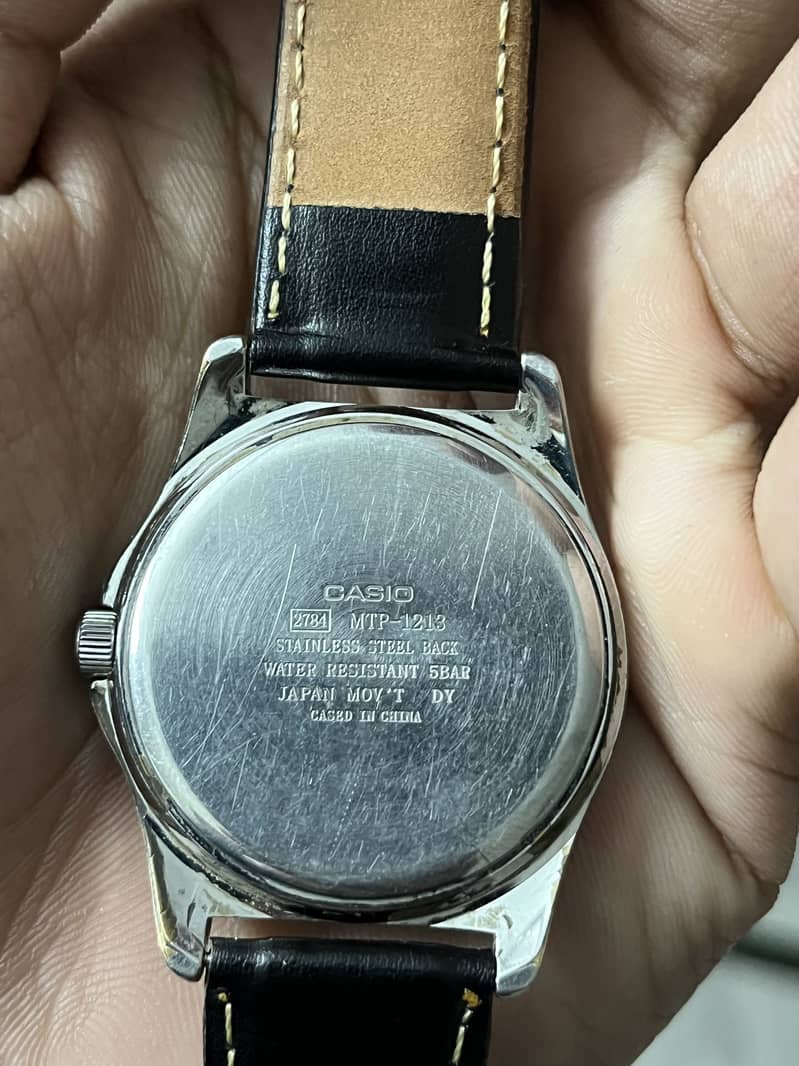 CASIO
2784 MTP-1213
STAINLESS STEEL BACK
WATER RESISTANT 5BAR
JAPAN MOV'T DY
CASED IN CHINA